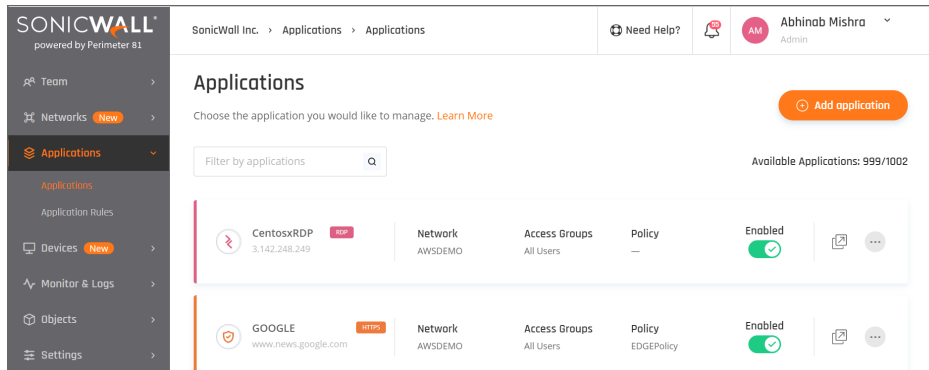 SONICWALL
powered by Perimeter 81
SonicWall Inc. › Applications › Applications
Need Help?
55
AM
Abhinab Mishra
Admin
Team
Networks New
Applications
Applications
Application Rules
Devices New
Monitor & Logs
Objects
Settings
Applications
Choose the application you would like to manage. Learn More
Add application
Filter by applications
Available Applications: 999/1002
CentosxRDP RDP
3.142.248.249
Network
AWSDEMO
Access Groups
All Users
Policy
—
Enabled
GOOGLE HTTPS
www.news.google.com
Network
AWSDEMO
Access Groups
All Users
Policy
EDGEPolicy
Enabled